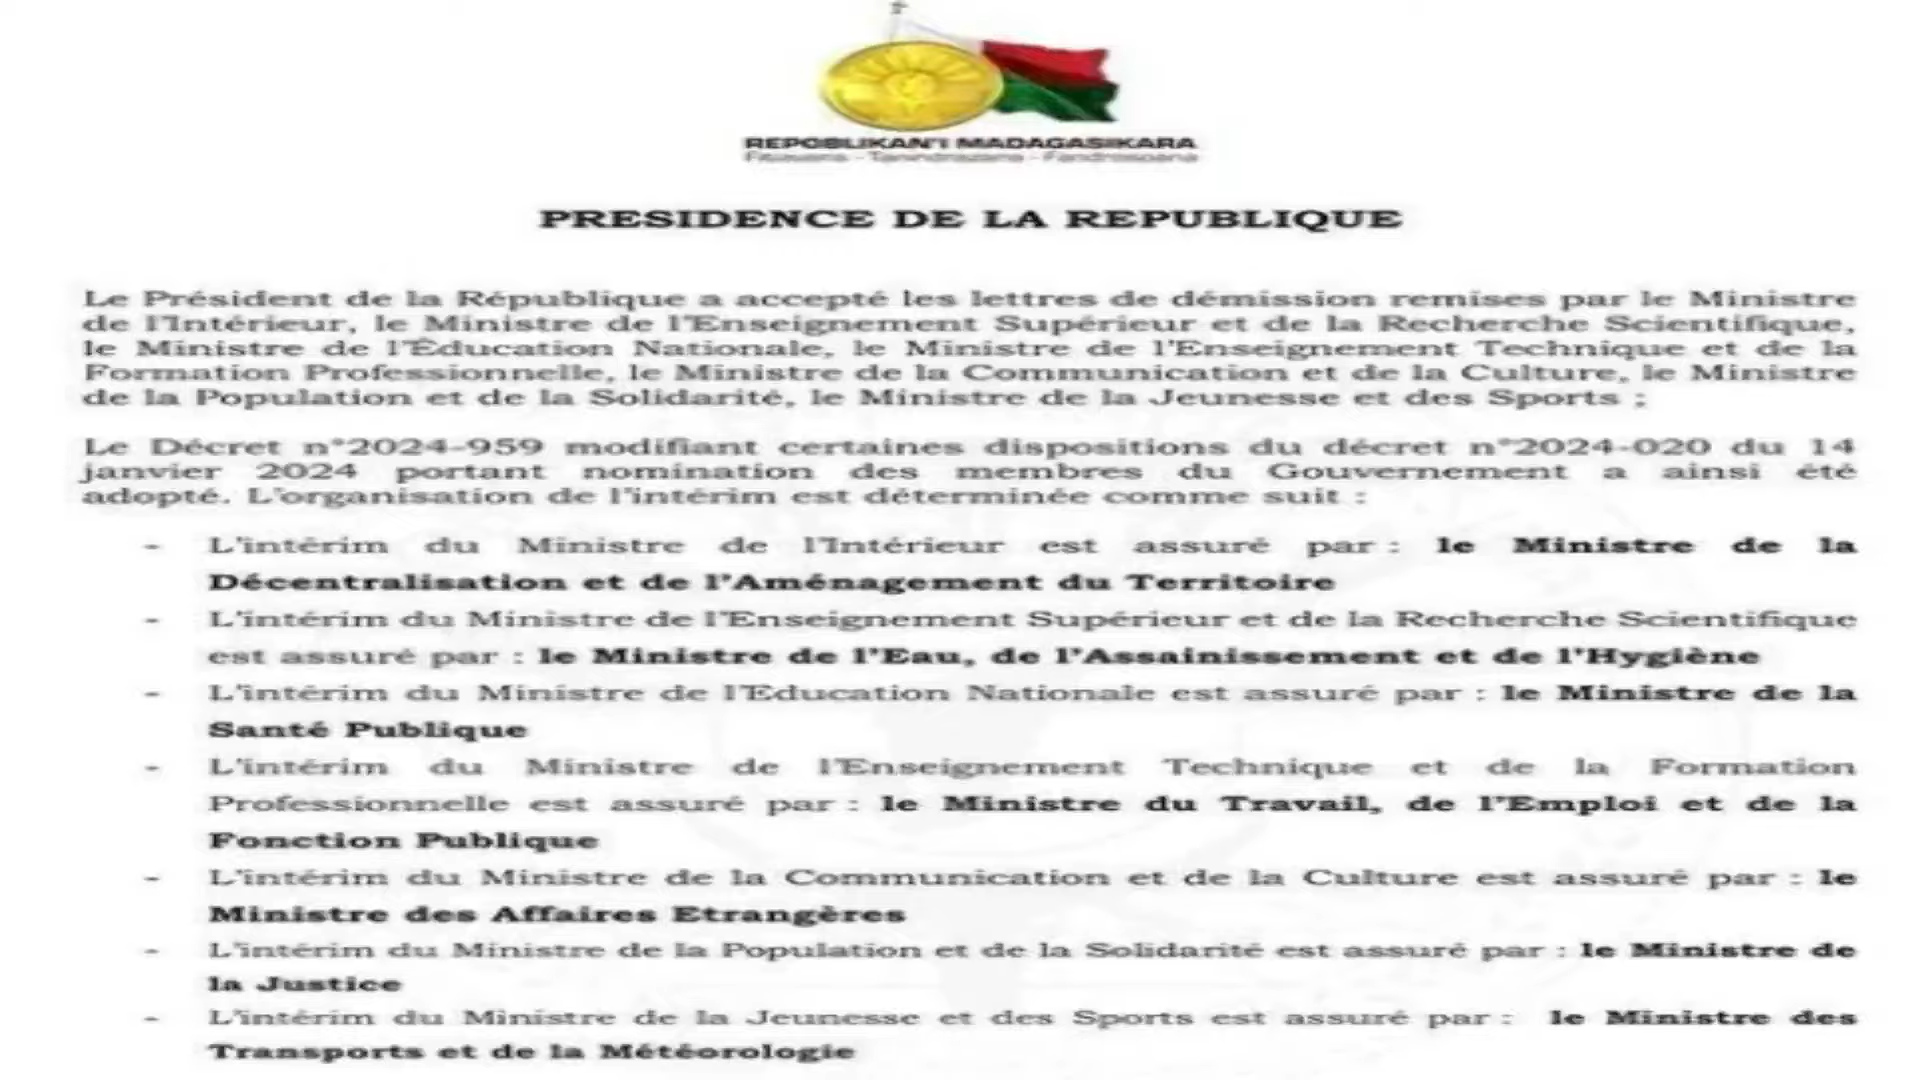 REPOBLIKAN'I MADAGASIKARA
Fitiavana - Tanindrazana - Fandrosoana
PRESIDENCE DE LA REPUBLIQUE
Le Président de la République a accepté les lettres de démission remises par le Ministre
de l'Intérieur, le Ministre de l'Enseignement Supérieur et de la Recherche Scientifique,
le Ministre de l'Éducation Nationale, le Ministre de l'Enseignement Technique et de la
Formation Professionnelle, le Ministre de la Communication et de la Culture, le Ministre
de la Population et de la Solidarité, le Ministre de la Jeunesse et des Sports ;
Le Décret n°2024-959 modifiant certaines dispositions du décret n°2024-020 du 14
janvier 2024 portant nomination des membres du Gouvernement a ainsi été
adopté. L'organisation de l'intérim est déterminée comme suit :
- L'intérim du Ministre de l'Intérieur est assuré par : le Ministre de la
Décentralisation et de l'Aménagement du Territoire
- L'intérim du Ministre de l'Enseignement Supérieur et de la Recherche Scientifique
est assuré par : le Ministre de l'Eau, de l'Assainissement et de l'Hygiène
- L'intérim du Ministre de l'Education Nationale est assuré par : le Ministre de la
Santé Publique
- L'intérim du Ministre de l'Enseignement Technique et de la Formation
Professionnelle est assuré par : le Ministre du Travail, de l'Emploi et de la
Fonction Publique
- L'intérim du Ministre de la Communication et de la Culture est assuré par : le
Ministre des Affaires Etrangères
- L'intérim du Ministre de la Population et de la Solidarité est assuré par : le Ministre de
la Justice
- L'intérim du Ministre de la Jeunesse et des Sports est assuré par : le Ministre des
Transports et de la Météorologie